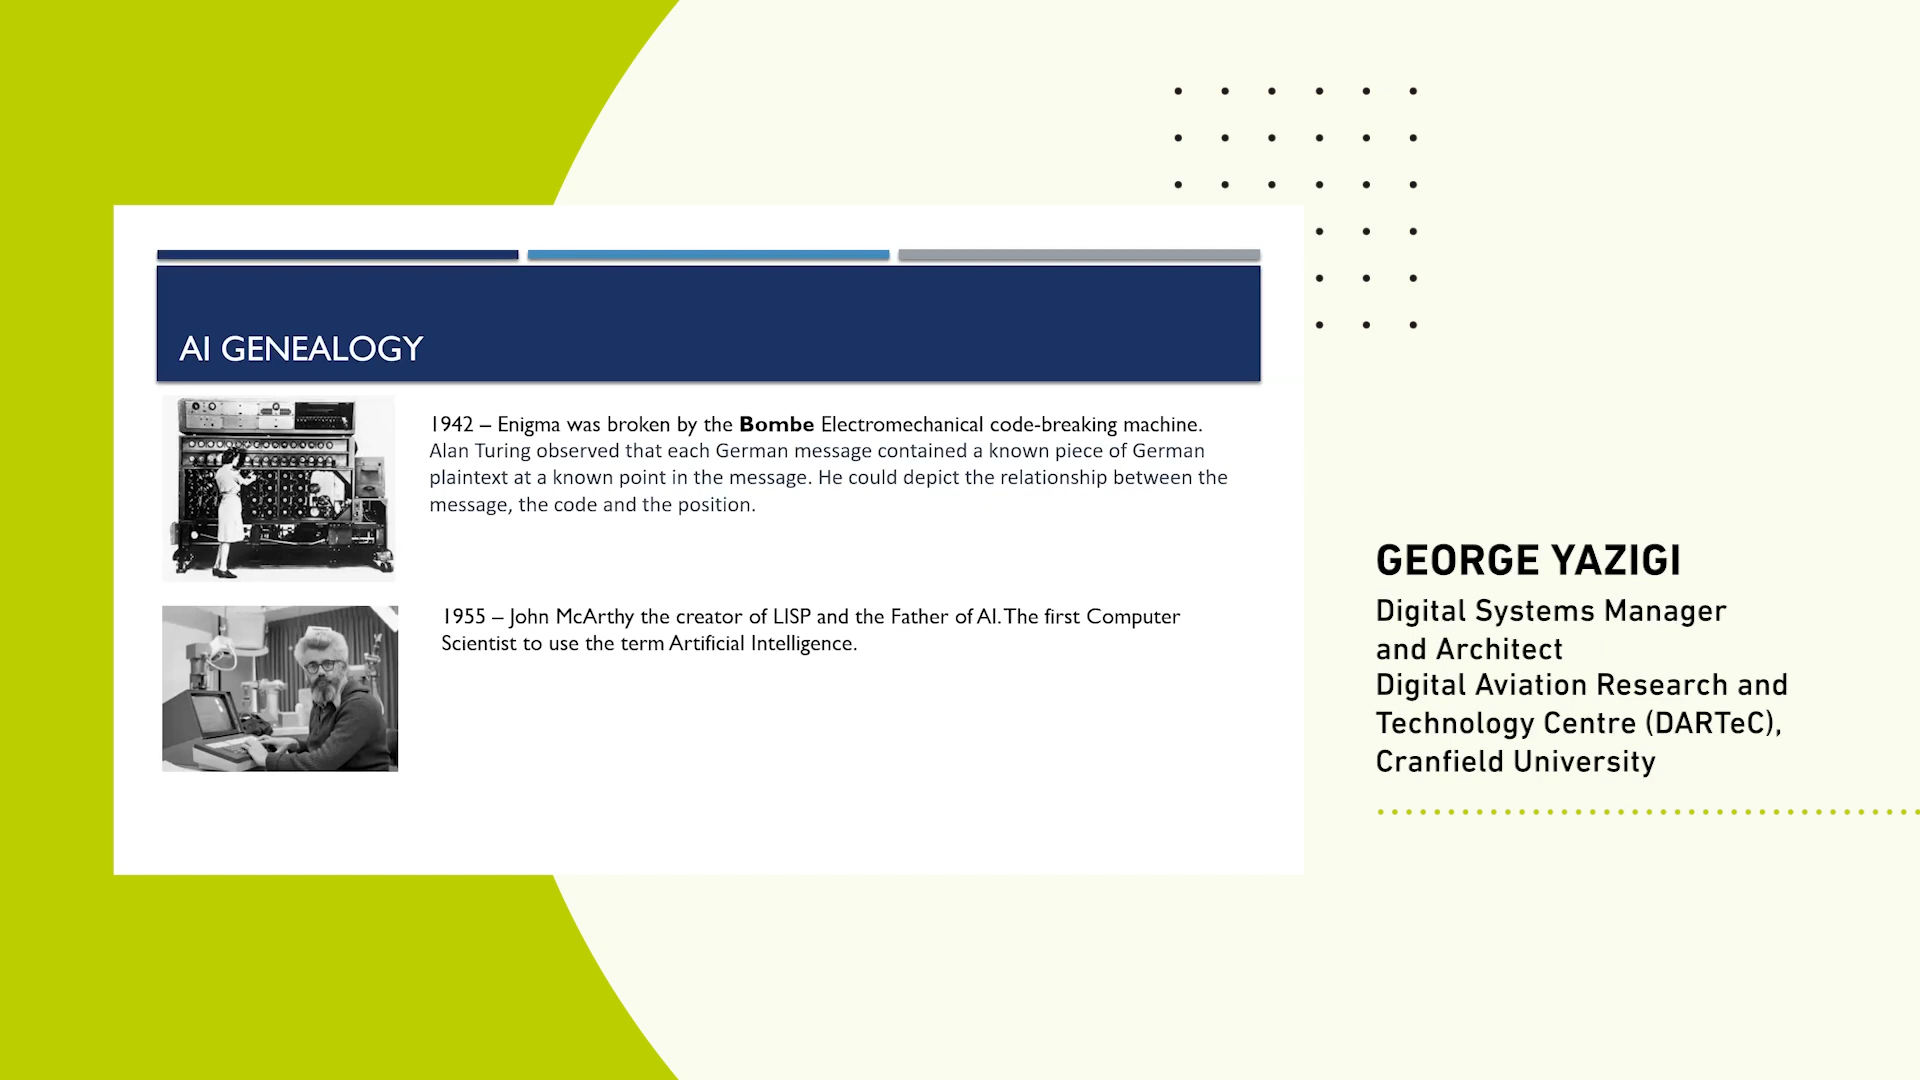 AI GENEALOGY
1942 – Enigma was broken by the Bombe Electromechanical code-breaking machine.
Alan Turing observed that each German message contained a known piece of German
plaintext at a known point in the message. He could depict the relationship between the
message, the code and the position.
1955 – John McArthy the creator of LISP and the Father of AI. The first Computer
Scientist to use the term Artificial Intelligence.
GEORGE YAZIGI
Digital Systems Manager
and Architect
Digital Aviation Research and
Technology Centre (DARTeC),
Cranfield University